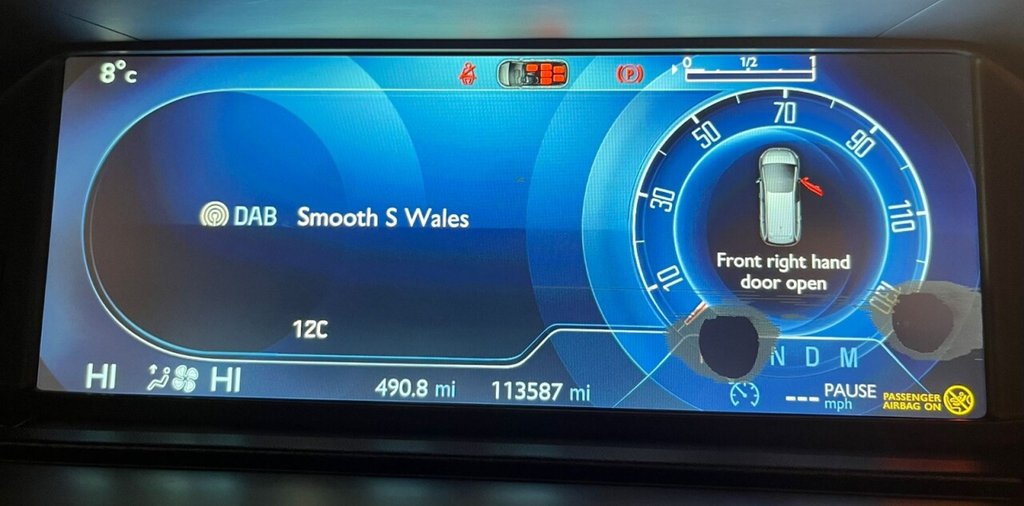 8°c
(P)
0 1/2 1
10
30
50
70
90
110
DAB Smooth S Wales
Front right hand
door open
12C
N D M
HI HI
490.8 mi 113587 mi
--- PAUSE
mph
PASSENGER
AIRBAG ON